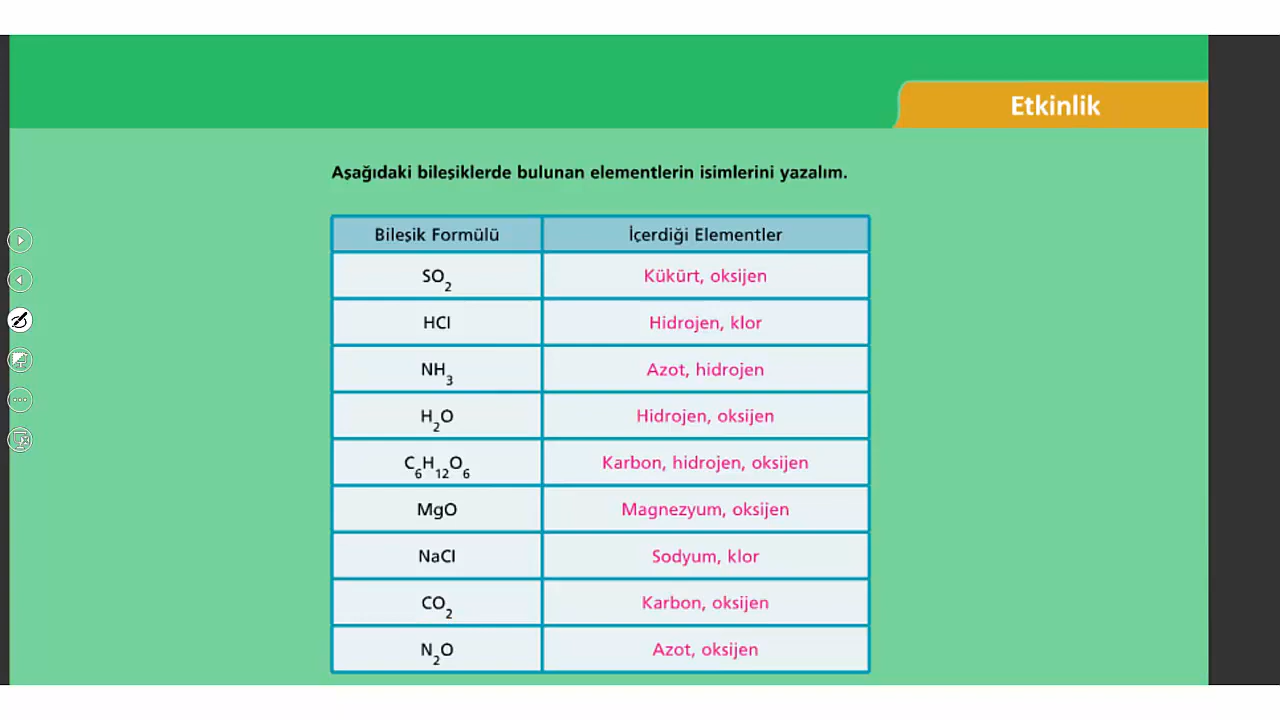 Etkinlik
Aşağıdaki bileşiklerde bulunan elementlerin isimlerini yazalım.
Bileşik Formülü İçerdiği Elementler
SO2 Kükürt, oksijen
HCl Hidrojen, klor
NH3 Azot, hidrojen
H2O Hidrojen, oksijen
C6H12O6 Karbon, hidrojen, oksijen
MgO Magnezyum, oksijen
NaCl Sodyum, klor
CO2 Karbon, oksijen
N2O Azot, oksijen